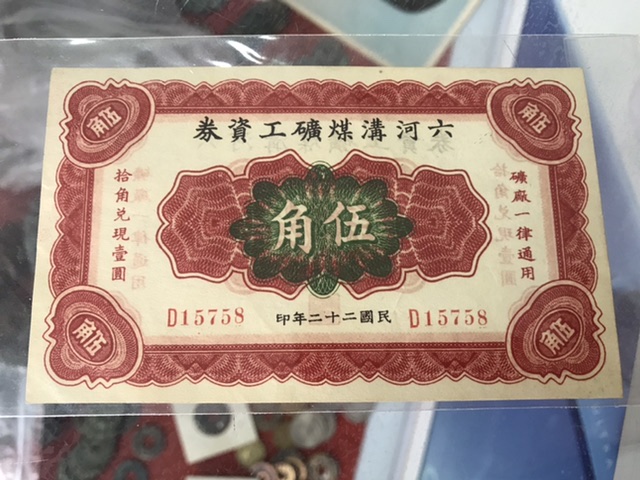 伍角
伍角
六河溝煤礦工資券
礦廠一律通用
伍角
拾角兌現壹圓
D15758
D15758
民國二十二年印
伍角
伍角